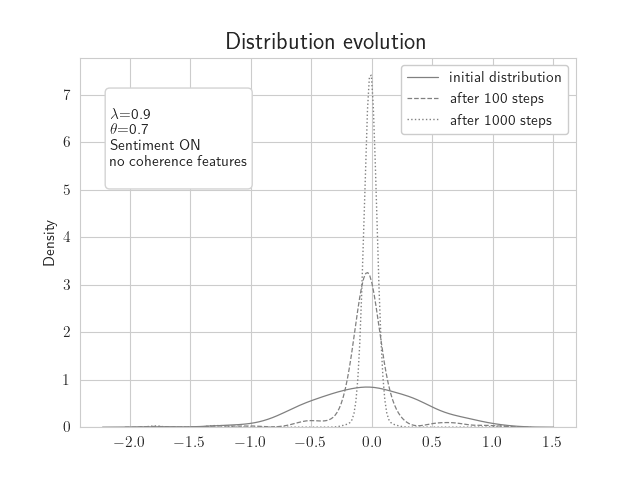 Distribution evolution
initial distribution
after 100 steps
after 1000 steps
λ=0.9
θ=0.7
Sentiment ON
no coherence features
Density
7
6
5
4
3
2
1
0
−2.0 −1.5 −1.0 −0.5 0.0 0.5 1.0 1.5